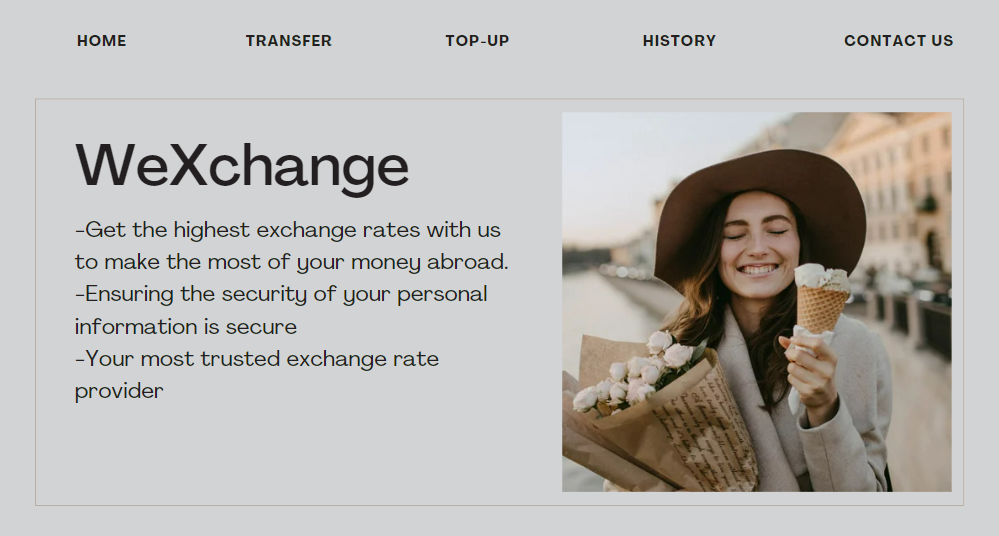 HOME TRANSFER TOP-UP HISTORY CONTACT US
WeXchange
-Get the highest exchange rates with us
to make the most of your money abroad.
-Ensuring the security of your personal
information is secure
-Your most trusted exchange rate
provider